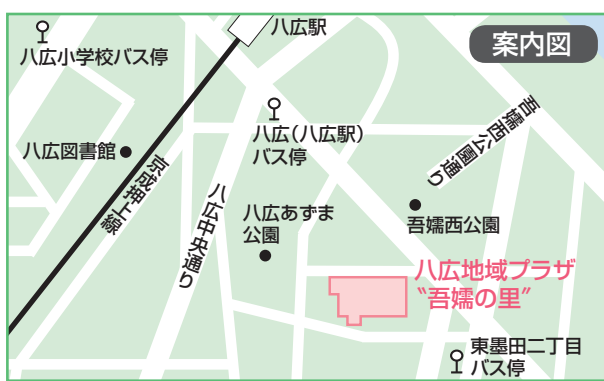 八広駅
案内図
八広小学校バス停
八広(八広駅)
バス停
吾嬬西公園通り
八広図書館
京成押上線
八広中央通り
八広あずま
公園
吾嬬西公園
八広地域プラザ
“吾嬬の里”
東墨田二丁目
バス停